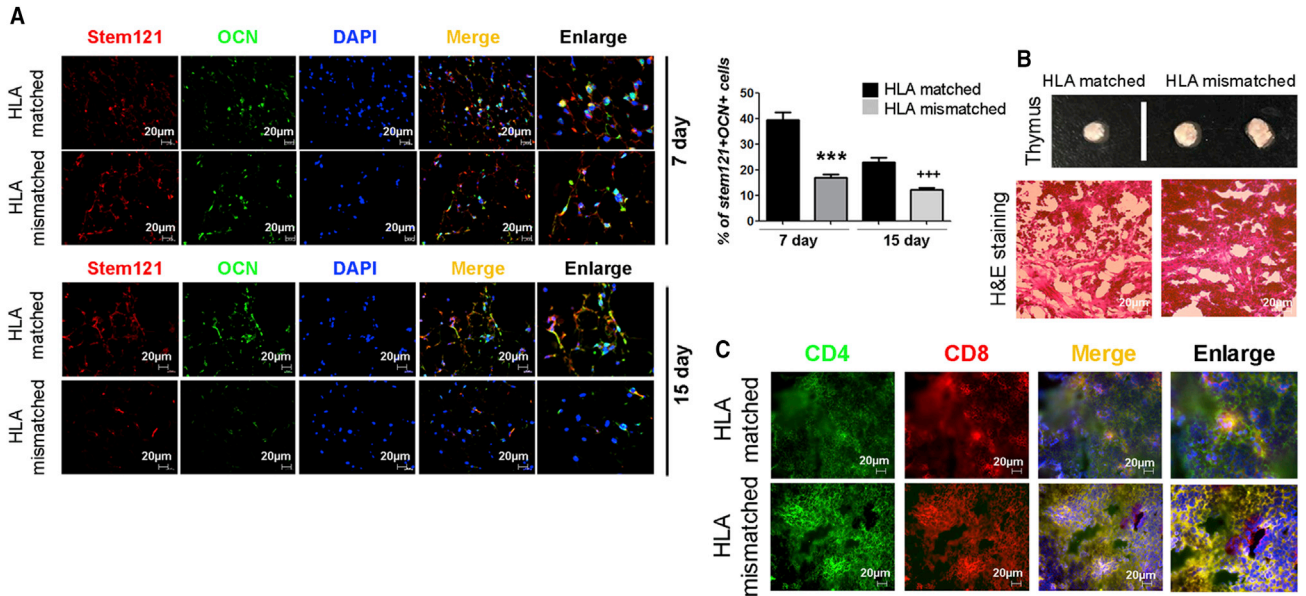 A
Stem121 OCN DAPI Merge Enlarge
HLA
matched
20µm 20µm 20µm 20µm
HLA
mismatched
20µm 20µm 20µm 20µm
7 day
Stem121 OCN DAPI Merge Enlarge
HLA
matched
20µm 20µm 20µm 20µm
HLA
mismatched
20µm 20µm 20µm 20µm
15 day
HLA matched
HLA mismatched
% of stem121+OCN+ cells
50
40
30
20
10
0
***
+++
7 day 15 day
B
HLA matched HLA mismatched
Thymus
H&E staining
20µm 20µm
C
CD4 CD8 Merge Enlarge
HLA
matched
20µm 20µm 20µm 20µm
HLA
mismatched
20µm 20µm 20µm 20µm